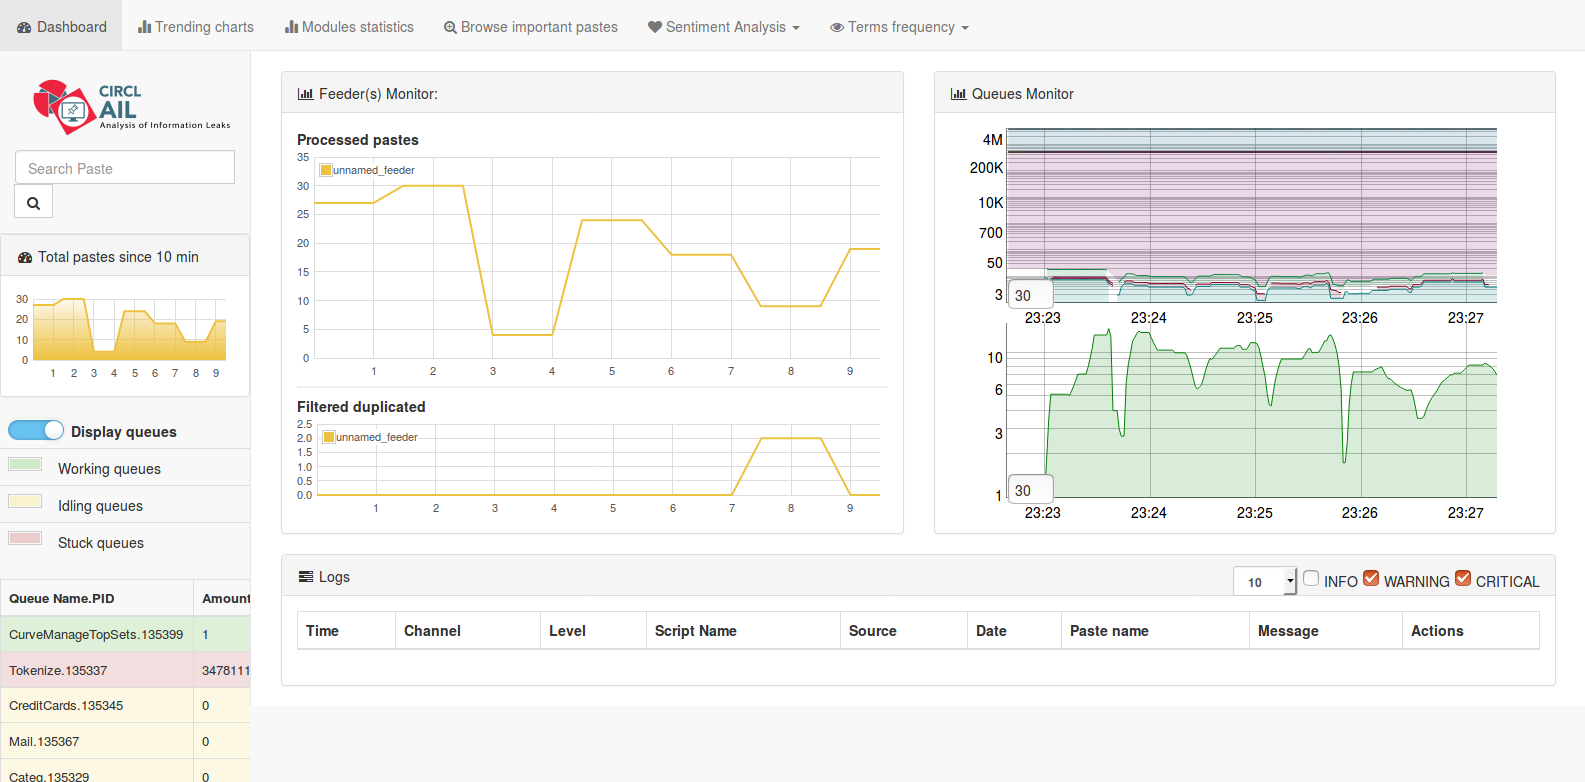 Dashboard Trending charts Modules statistics Browse important pastes Sentiment Analysis Terms frequency
CIRCL
AIL
Analysis of Information Leaks
Search Paste
Total pastes since 10 min
30
20
10
0
1 2 3 4 5 6 7 8 9
Display queues
Working queues
Idling queues
Stuck queues
Queue Name.PID Amount
CurveManageTopSets.135399 1
Tokenize.135337 3478111
CreditCards.135345 0
Mail.135367 0
Categ.135329 0
Feeder(s) Monitor:
Processed pastes
unnamed_feeder
35
30
25
20
15
10
5
0
1 2 3 4 5 6 7 8 9
Filtered duplicated
unnamed_feeder
2.5
2.0
1.5
1.0
0.5
0.0
1 2 3 4 5 6 7 8 9
Queues Monitor
4M
200K
10K
700
50
3
30
23:23 23:24 23:25 23:26 23:27
10
6
3
1
30
23:23 23:24 23:25 23:26 23:27
Logs
10 INFO WARNING CRITICAL
Time Channel Level Script Name Source Date Paste name Message Actions